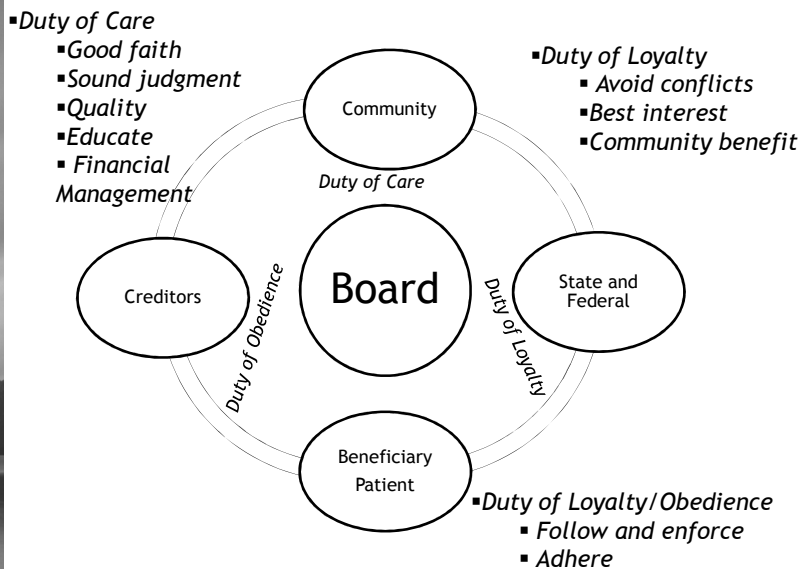 ▪Duty of Care
▪Good faith
▪Sound judgment
▪Quality
▪Educate
▪ Financial
Management
▪Duty of Loyalty
▪ Avoid conflicts
▪Best interest
▪Community benefit
Community
Duty of Care
Creditors
Duty of Obedience
Board
Duty of Loyalty
State and
Federal
Beneficiary
Patient
▪Duty of Loyalty/Obedience
▪ Follow and enforce
▪ Adhere